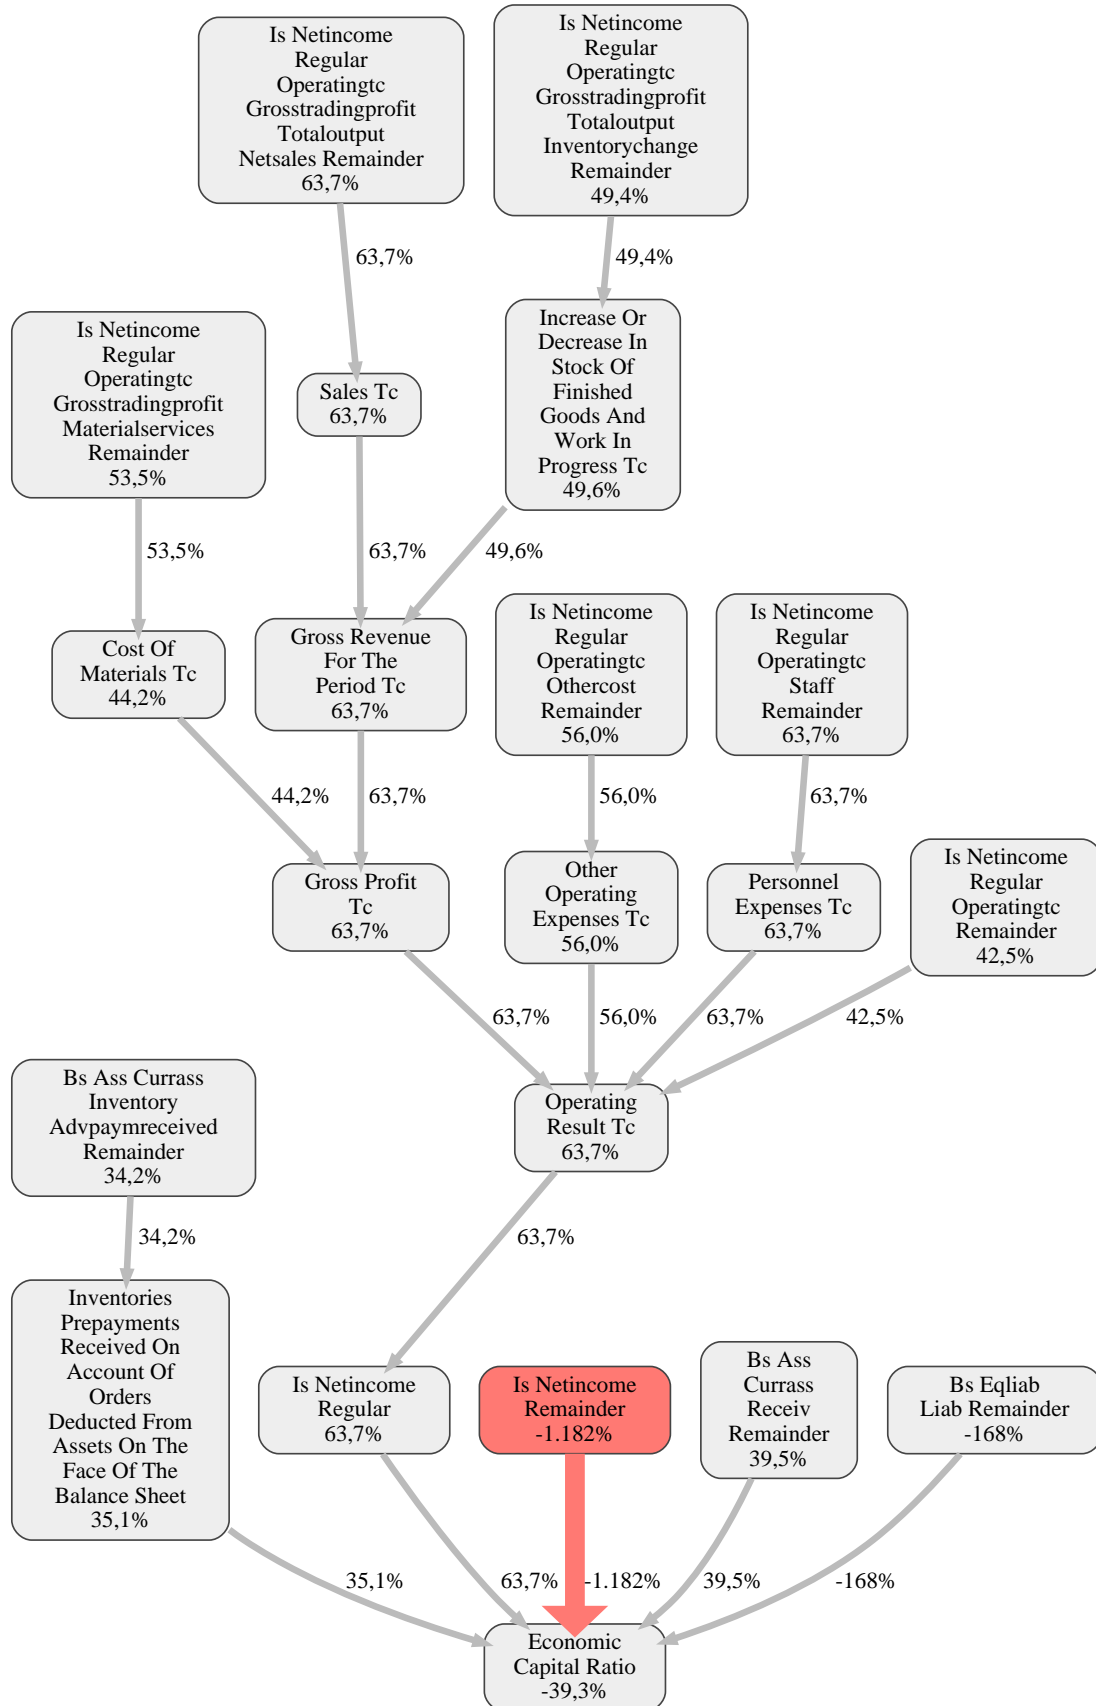 Is Netincome
Regular
Operatingtc
Grosstradingprofit
Totaloutput
Netsales Remainder
63,7%
Is Netincome
Regular
Operatingtc
Grosstradingprofit
Totaloutput
Inventorychange
Remainder
49,4%
63,7%
49,4%
Is Netincome
Regular
Operatingtc
Grosstradingprofit
Materialservices
Remainder
53,5%
Sales Tc
63,7%
Increase Or
Decrease In
Stock Of
Finished
Goods And
Work In
Progress Tc
49,6%
53,5%
63,7%
49,6%
Cost Of
Materials Tc
44,2%
Gross Revenue
For The
Period Tc
63,7%
Is Netincome
Regular
Operatingtc
Othercost
Remainder
56,0%
Is Netincome
Regular
Operatingtc
Staff
Remainder
63,7%
44,2%
63,7%
56,0%
63,7%
Gross Profit
Tc
63,7%
Other
Operating
Expenses Tc
56,0%
Personnel
Expenses Tc
63,7%
Is Netincome
Regular
Operatingtc
Remainder
42,5%
63,7%
56,0%
63,7%
42,5%
Bs Ass Currass
Inventory
Advpaymreceived
Remainder
34,2%
Operating
Result Tc
63,7%
34,2%
63,7%
Inventories
Prepayments
Received On
Account Of
Orders
Deducted From
Assets On The
Face Of The
Balance Sheet
35,1%
Is Netincome
Regular
63,7%
Is Netincome
Remainder
-1.182%
Bs Ass
Currass
Receiv
Remainder
39,5%
Bs Eqliab
Liab Remainder
-168%
35,1%
63,7%
-1.182%
39,5%
-168%
Economic
Capital Ratio
-39,3%